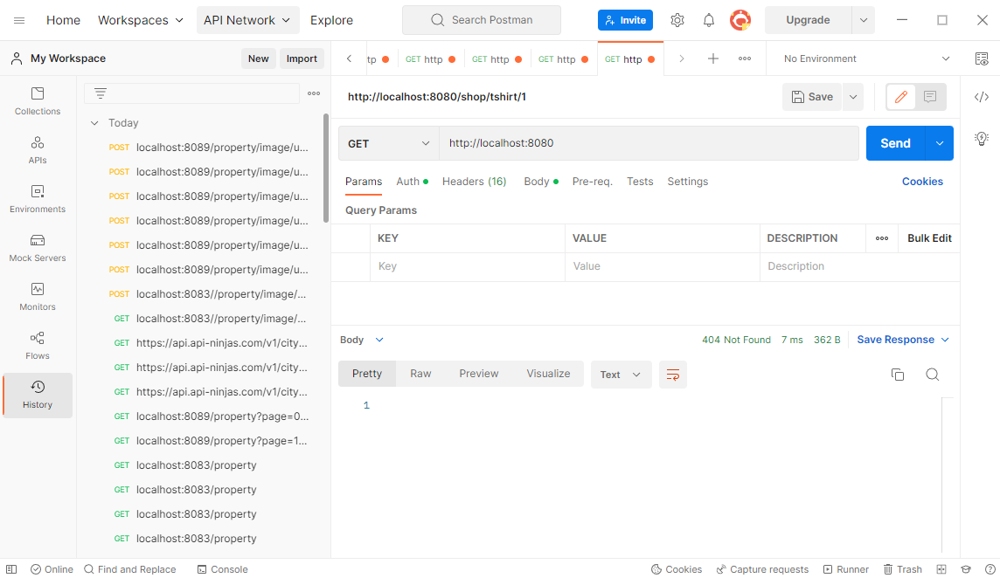 Home Workspaces API Network Explore Search Postman Invite Upgrade
My Workspace New Import tp GET http GET http GET http GET http No Environment
http://localhost:8080/shop/tshirt/1 Save
Collections
APIs
Environments
Mock Servers
Monitors
Flows
History
Today
POST localhost:8089/property/image/u...
POST localhost:8089/property/image/u...
POST localhost:8089/property/image/u...
POST localhost:8089/property/image/u...
POST localhost:8089/property/image/u...
POST localhost:8089/property/image/u...
POST localhost:8083//property/image/...
GET localhost:8083//property/image/...
GET https://api.api-ninjas.com/v1/city...
GET https://api.api-ninjas.com/v1/city...
GET https://api.api-ninjas.com/v1/city...
GET localhost:8089/property?page=0...
GET localhost:8089/property?page=1...
GET localhost:8083/property
GET localhost:8083/property
GET localhost:8083/property
GET localhost:8083/property
GET http://localhost:8080 Send
Params Auth Headers (16) Body Pre-req. Tests Settings Cookies
Query Params
KEY VALUE DESCRIPTION Bulk Edit
Key Value Description
Body 404 Not Found 7 ms 362 B Save Response
Pretty Raw Preview Visualize Text
1
Online Find and Replace Console Cookies Capture requests Runner Trash